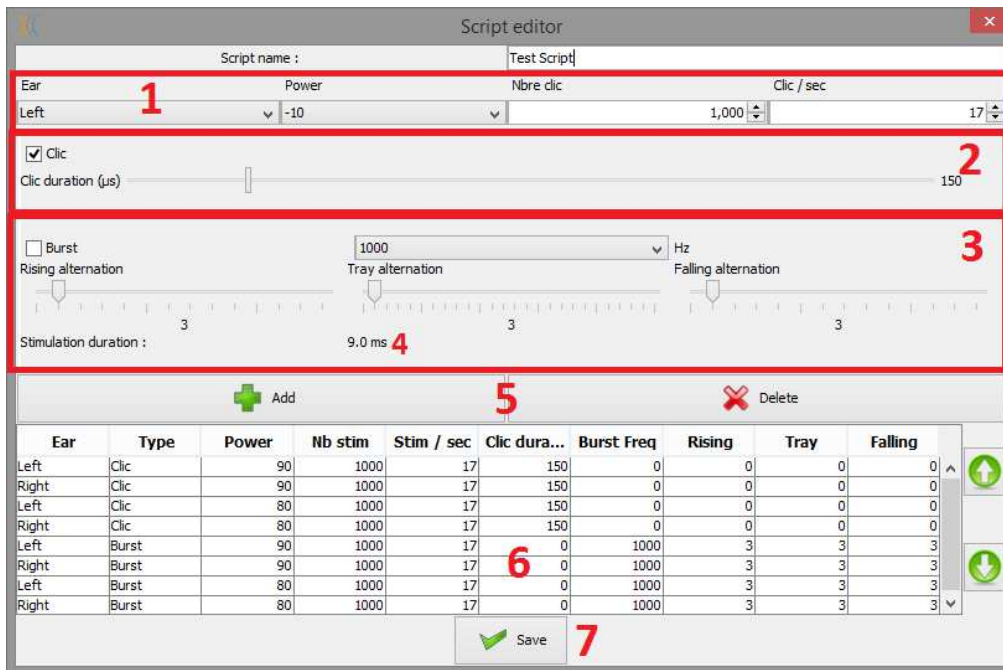 Script editor
Script name : Test Script
Ear Power Nbre clic Clic / sec
1
Left -10 1,000 17
Clic 2
Clic duration (µs) 150
3
Burst 1000 Hz
Rising alternation Tray alternation Falling alternation
3 3 3
Stimulation duration : 9.0 ms 4
Add 5 Delete
Ear Type Power Nb stim Stim / sec Clic dura... Burst Freq Rising Tray Falling
Left Clic 90 1000 17 150 0 0 0 0
Right Clic 90 1000 17 150 0 0 0 0
Left Clic 80 1000 17 150 0 0 0 0
Right Clic 80 1000 17 150 0 0 0 0
Left Burst 90 1000 17 0 1000 3 3 3
Right Burst 90 1000 17 0 1000 3 3 3
6
Left Burst 80 1000 17 0 1000 3 3 3
Right Burst 80 1000 17 0 1000 3 3 3
Save 7